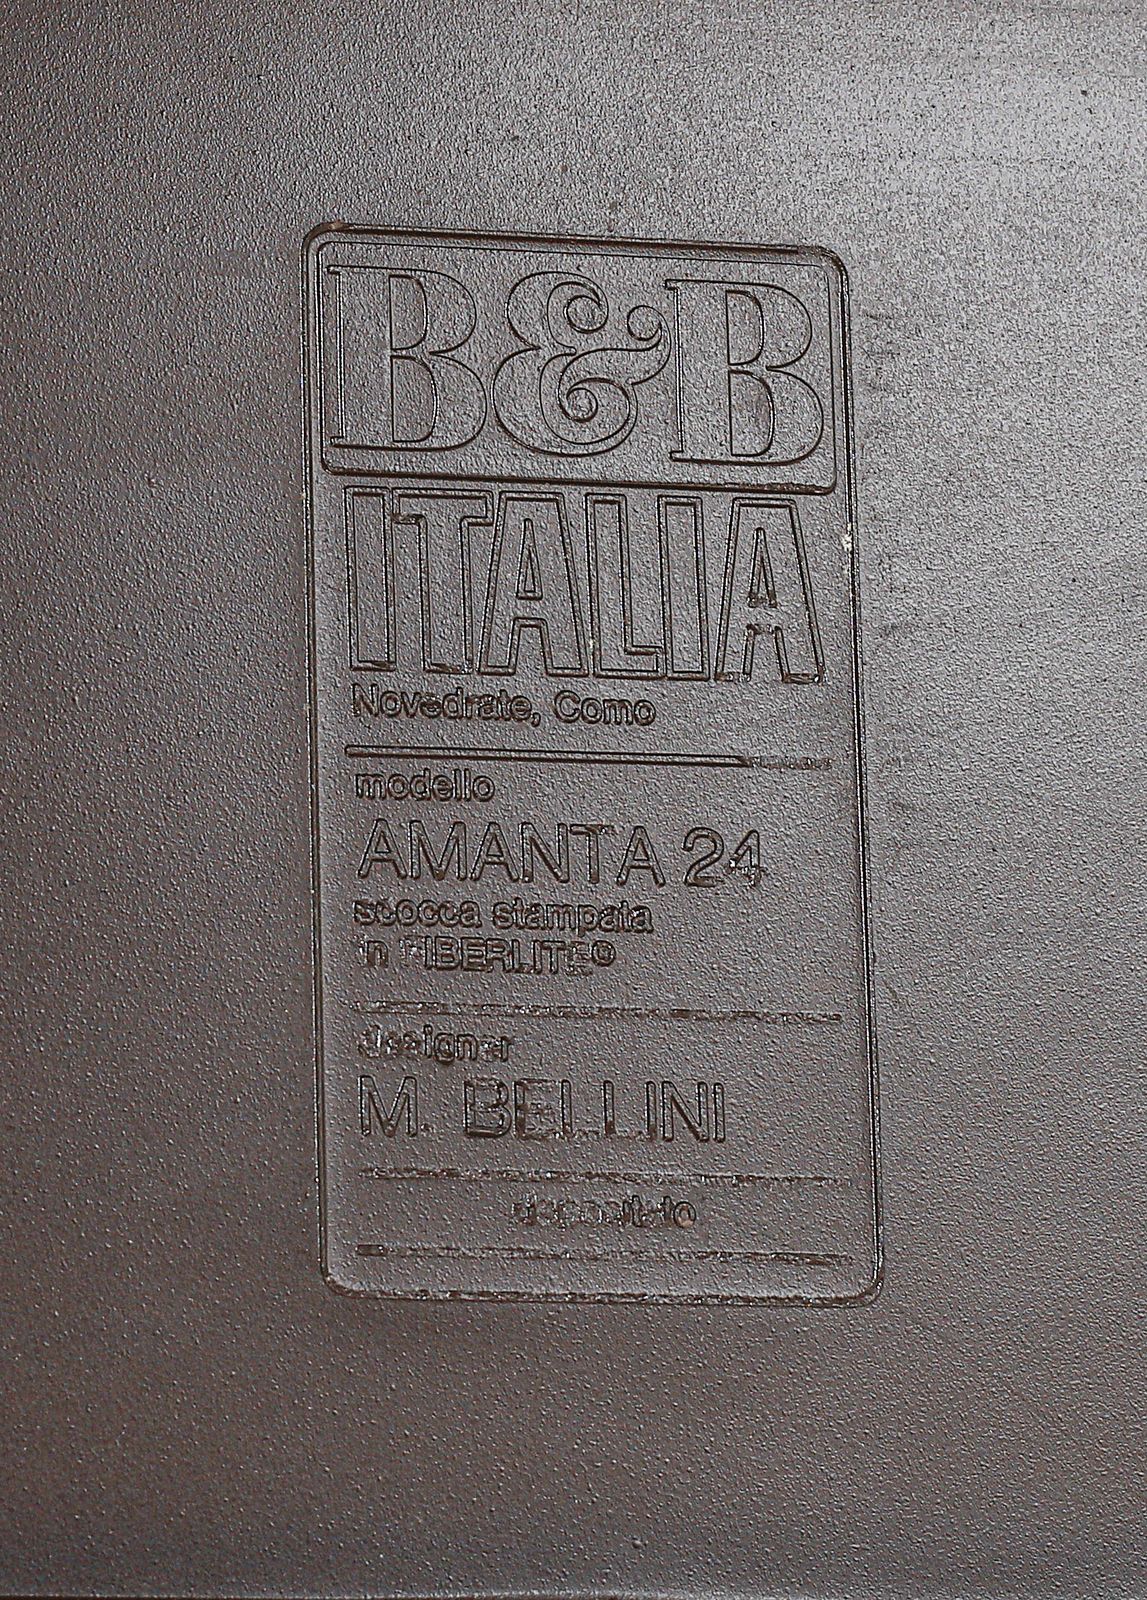 B&B
ITALIA
Novedrate, Como
modello
AMANTA 24
scocca stampata
in FIBERLITE®
designer
M. BELLINI
depositato